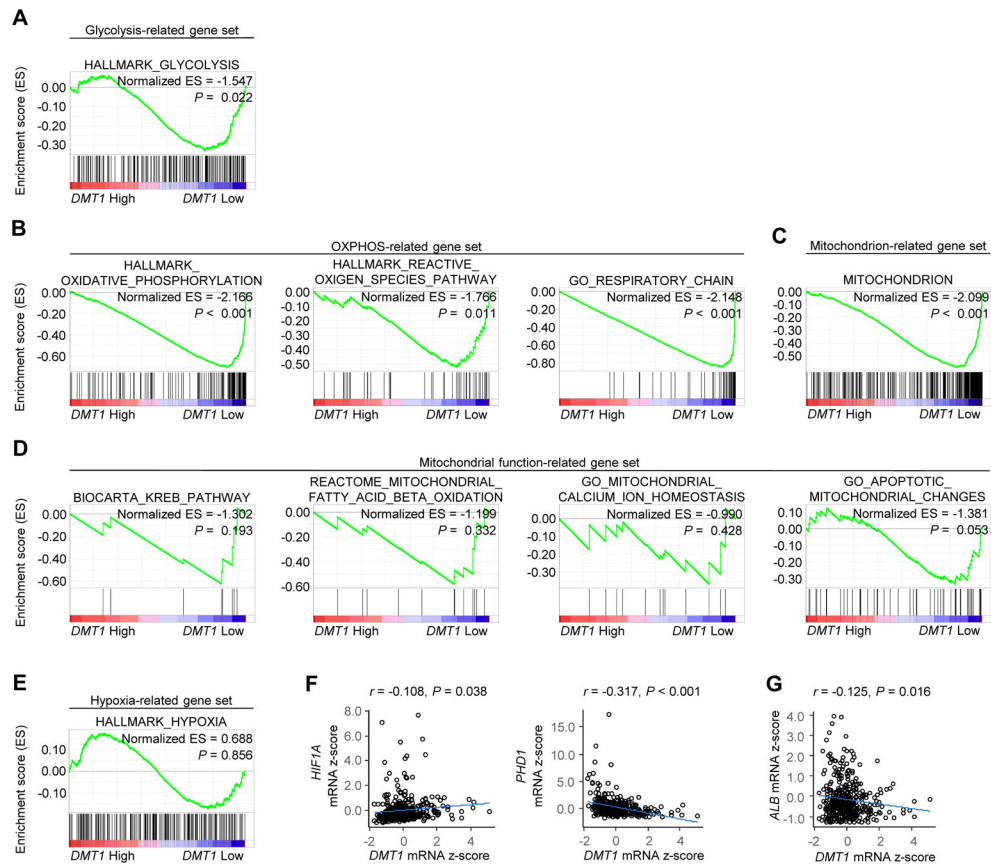 A
Glycolysis-related gene set
HALLMARK_GLYCOLYSIS
Normalized ES = -1.547
P = 0.022
Enrichment score (ES)
0.00
-0.10
-0.20
-0.30
DMT1 High
DMT1 Low
B
OXPHOS-related gene set
HALLMARK_
OXIDATIVE_PHOSPHORYLATION
Normalized ES = -2.166
P < 0.001
Enrichment score (ES)
0.00
-0.20
-0.40
-0.60
DMT1 High
DMT1 Low
HALLMARK_REACTIVE_
OXIGEN_SPECIES_PATHWAY
Normalized ES = -1.766
P = 0.011
0.00
-0.10
-0.20
-0.30
-0.40
-0.50
DMT1 High
DMT1 Low
GO_RESPIRATORY_CHAIN
Normalized ES = -2.148
P < 0.001
0.00
-0.20
-0.40
-0.60
-0.80
DMT1 High
DMT1 Low
C
Mitochondrion-related gene set
MITOCHONDRION
Normalized ES = -2.099
P < 0.001
Enrichment score (ES)
0.00
-0.10
-0.20
-0.30
-0.40
-0.50
DMT1 High
DMT1 Low
D
Mitochondrial function-related gene set
BIOCARTA_KREB_PATHWAY
Normalized ES = -1.302
P = 0.193
Enrichment score (ES)
0.00
-0.20
-0.40
-0.60
DMT1 High
DMT1 Low
REACTOME_MITOCHONDRIAL_
FATTY_ACID_BETA_OXIDATION
Normalized ES = -1.199
P = 0.332
0.00
-0.20
-0.40
-0.60
DMT1 High
DMT1 Low
GO_MITOCHONDRIAL_
CALCIUM_ION_HOMEOSTASIS
Normalized ES = -0.990
P = 0.428
0.00
-0.10
-0.20
-0.30
DMT1 High
DMT1 Low
GO_APOPTOTIC_
MITOCHONDRIAL_CHANGES
Normalized ES = -1.381
P = 0.053
0.10
0.00
-0.10
-0.20
-0.30
DMT1 High
DMT1 Low
E
Hypoxia-related gene set
HALLMARK_HYPOXIA
Normalized ES = 0.688
P = 0.856
Enrichment score (ES)
0.10
0.00
-0.10
DMT1 High
DMT1 Low
F
r = -0.108, P = 0.038
HIF1A
mRNA z-score
8.0
6.0
4.0
2.0
0.0
-2 0 2 4
DMT1 mRNA z-score
r = -0.317, P < 0.001
PHD1
mRNA z-score
15.0
10.0
5.0
0.0
-2 0 2 4
DMT1 mRNA z-score
G
r = -0.125, P = 0.016
ALB mRNA z-score
4.0
3.0
2.0
1.0
0.0
-1.0
-2 0 2 4
DMT1 mRNA z-score